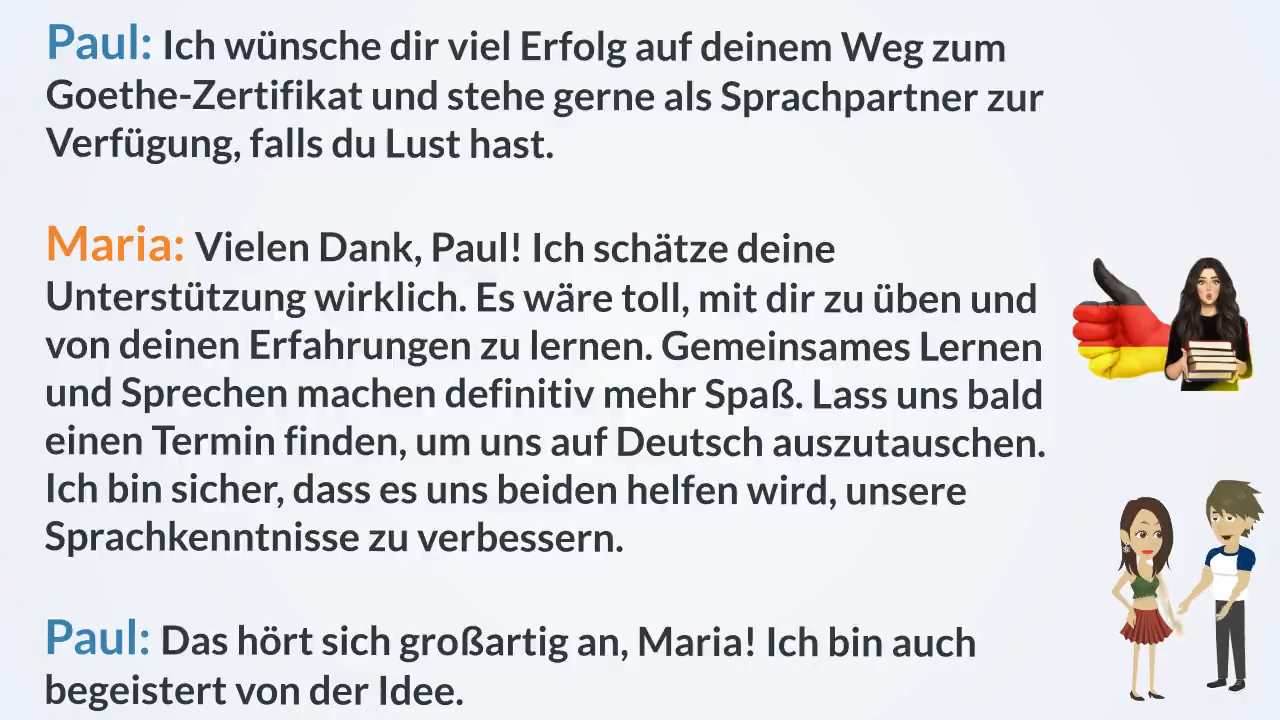 Paul: Ich wünsche dir viel Erfolg auf deinem Weg zum
Goethe-Zertifikat und stehe gerne als Sprachpartner zur
Verfügung, falls du Lust hast.
Maria: Vielen Dank, Paul! Ich schätze deine
Unterstützung wirklich. Es wäre toll, mit dir zu üben und
von deinen Erfahrungen zu lernen. Gemeinsames Lernen
und Sprechen machen definitiv mehr Spaß. Lass uns bald
einen Termin finden, um uns auf Deutsch auszutauschen.
Ich bin sicher, dass es uns beiden helfen wird, unsere
Sprachkenntnisse zu verbessern.
Paul: Das hört sich großartig an, Maria! Ich bin auch
begeistert von der Idee.